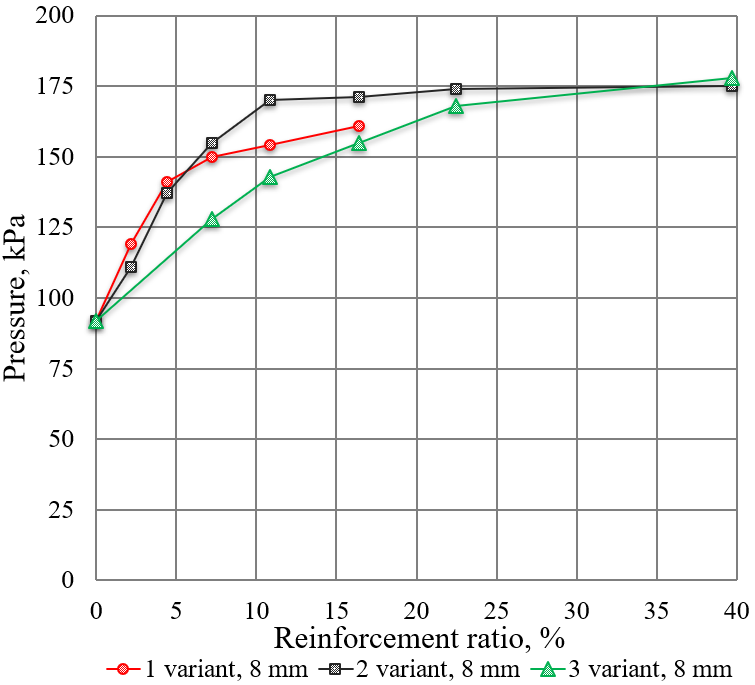 200
175
150
125
100
75
50
25
0
Pressure, kPa
0 5 10 15 20 25 30 35 40
Reinforcement ratio, %
1 variant, 8 mm 2 variant, 8 mm 3 variant, 8 mm